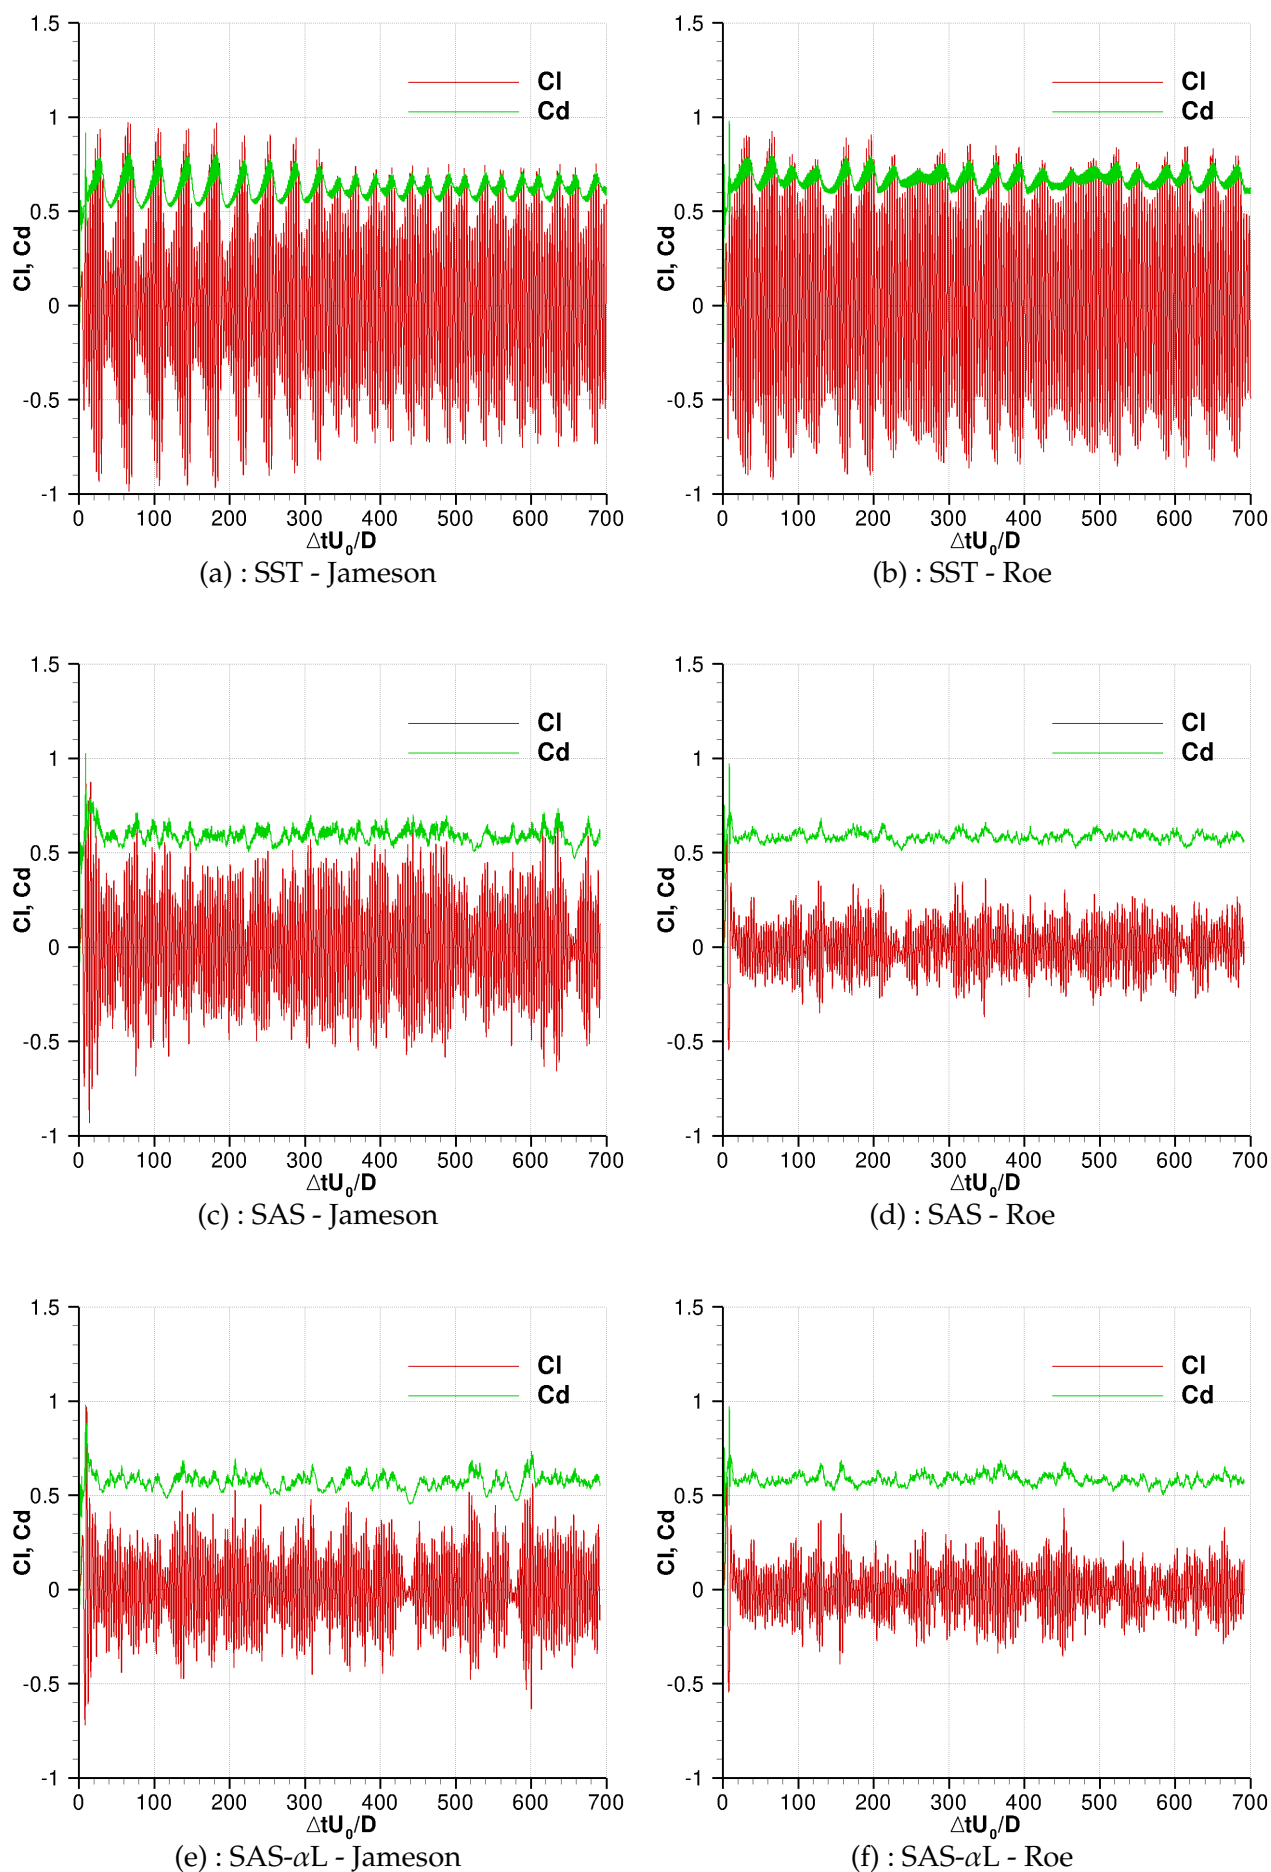 1.5
1
0.5
0
-0.5
-1
Cl, Cd
Cl
Cd
0 100 200 300 400 500 600 700
ΔtU₀/D
(a) : SST - Jameson
1.5
1
0.5
0
-0.5
-1
Cl, Cd
Cl
Cd
0 100 200 300 400 500 600 700
ΔtU₀/D
(b) : SST - Roe
1.5
1
0.5
0
-0.5
-1
Cl, Cd
Cl
Cd
0 100 200 300 400 500 600 700
ΔtU₀/D
(c) : SAS - Jameson
1.5
1
0.5
0
-0.5
-1
Cl, Cd
Cl
Cd
0 100 200 300 400 500 600 700
ΔtU₀/D
(d) : SAS - Roe
1.5
1
0.5
0
-0.5
-1
Cl, Cd
Cl
Cd
0 100 200 300 400 500 600 700
ΔtU₀/D
(e) : SAS-αL - Jameson
1.5
1
0.5
0
-0.5
-1
Cl, Cd
Cl
Cd
0 100 200 300 400 500 600 700
ΔtU₀/D
(f) : SAS-αL - Roe